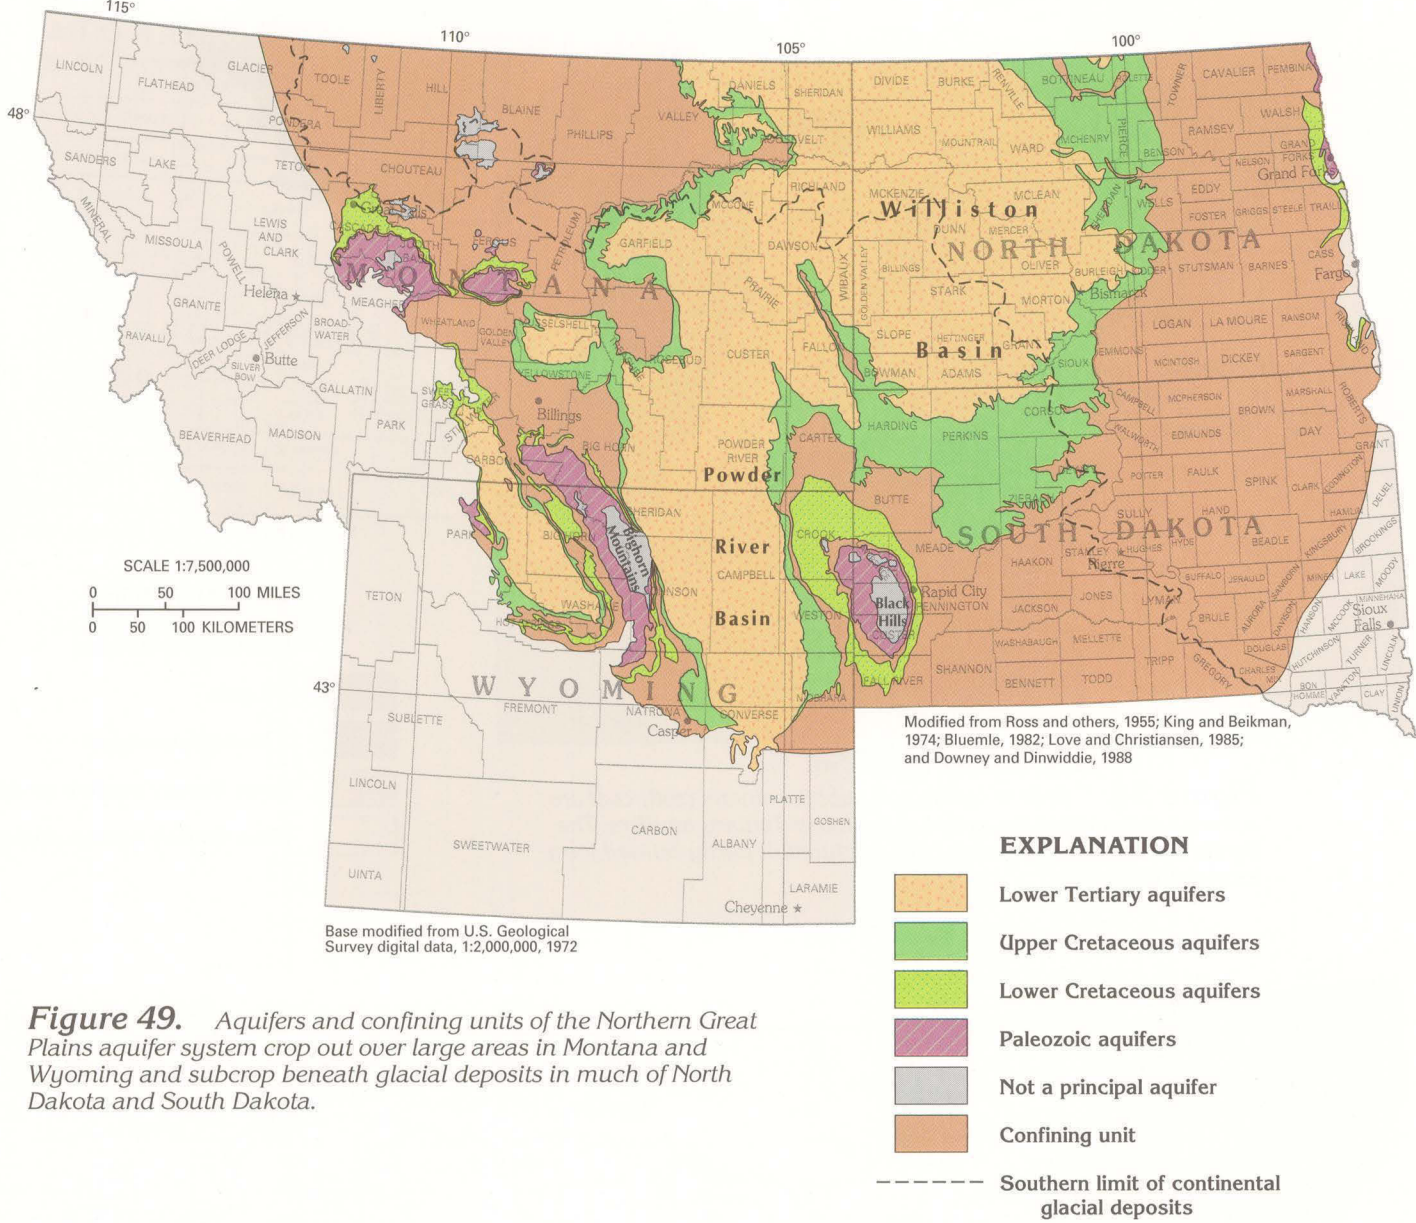 115°
110°
105°
100°
48°
43°
LINCOLN
FLATHEAD
GLACIER
TOOLE
LIBERTY
HILL
BLAINE
PHILLIPS
VALLEY
DANIELS
SHERIDAN
DIVIDE
BURKE
RENVILLE
BOTTINEAU
TOWNER
CAVALIER
PEMBINA
PONDERA
WILLIAMS
MOUNTRAIL
WARD
MCHENRY
PIERCE
BENSON
RAMSEY
WALSH
NELSON
GRAND
FORKS
Grand Forks
SANDERS
LAKE
TETON
CHOUTEAU
RICHLAND
MCKENZIE
MCLEAN
SHERIDAN
WELLS
EDDY
FOSTER
GRIGGS
STEELE
TRAILL
MINERAL
MISSOULA
POWELL
LEWIS
AND
CLARK
CASCADE
Great Falls
FERGUS
PETROLEUM
GARFIELD
MCCONE
DAWSON
WIBAUX
GOLDEN VALLEY
BILLINGS
DUNN
MERCER
OLIVER
Williston
NORTH DAKOTA
BURLEIGH
KIDDER
STUTSMAN
BARNES
CASS
Fargo
MONTANA
GRANITE
Helena
MEAGHER
PRAIRIE
STARK
MORTON
Bismarck
RAVALLI
DEER LODGE
JEFFERSON
BROAD-
WATER
WHEATLAND
GOLDEN
VALLEY
MUSSELSHELL
ROSEBUD
CUSTER
FALLON
SLOPE
HETTINGER
GRANT
EMMONS
LOGAN
LA MOURE
RANSOM
RICHLAND
SILVER
BOW
Butte
Basin
BOWMAN
ADAMS
SIOUX
MCINTOSH
DICKEY
SARGENT
GALLATIN
PARK
SWEET
GRASS
YELLOWSTONE
Billings
BEAVERHEAD
MADISON
CARBON
BIG HORN
POWDER
RIVER
CARTER
HARDING
PERKINS
CORSON
CAMPBELL
MCPHERSON
BROWN
MARSHALL
ROBERTS
WALWORTH
EDMUNDS
DAY
GRANT
Powder
River
Basin
BUTTE
DEWEY
ZIEBACH
POTTER
FAULK
SPINK
CLARK
CODINGTON
DEUEL
HAMLIN
PARK
BIG HORN
SHERIDAN
Bighorn
Mountains
CROOK
MEADE
SOUTH DAKOTA
SULLY
HAND
HYDE
HUGHES
BEADLE
KINGSBURY
BROOKINGS
STANLEY
Pierre
HAAKON
CAMPBELL
JOHNSON
TETON
WASHAKIE
WESTON
Black
Hills
CUSTER
Rapid City
PENNINGTON
JACKSON
JONES
LYMAN
BUFFALO
JERAULD
SANBORN
MINER
LAKE
MOODY
BRULE
AURORA
DAVISON
HANSON
MCCOOK
MINNEHAHA
Sioux
Falls
WASHABAUGH
MELLETTE
SHANNON
BENNETT
TODD
TRIPP
GREGORY
DOUGLAS
CHARLES
MIX
HUTCHINSON
TURNER
LINCOLN
BON
HOMME
YANKTON
CLAY
UNION
FALL RIVER
WYOMING
SUBLETTE
FREMONT
NATRONA
Casper
CONVERSE
NIOBRARA
LINCOLN
SWEETWATER
CARBON
ALBANY
PLATTE
GOSHEN
UINTA
LARAMIE
Cheyenne
SCALE 1:7,500,000
0 50 100 MILES
0 50 100 KILOMETERS
Modified from Ross and others, 1955; King and Beikman,
1974; Bluemle, 1982; Love and Christiansen, 1985;
and Downey and Dinwiddie, 1988
Base modified from U.S. Geological
Survey digital data, 1:2,000,000, 1972
EXPLANATION
Lower Tertiary aquifers
Upper Cretaceous aquifers
Lower Cretaceous aquifers
Paleozoic aquifers
Not a principal aquifer
Confining unit
Southern limit of continental
glacial deposits
Figure 49. Aquifers and confining units of the Northern Great
Plains aquifer system crop out over large areas in Montana and
Wyoming and subcrop beneath glacial deposits in much of North
Dakota and South Dakota.